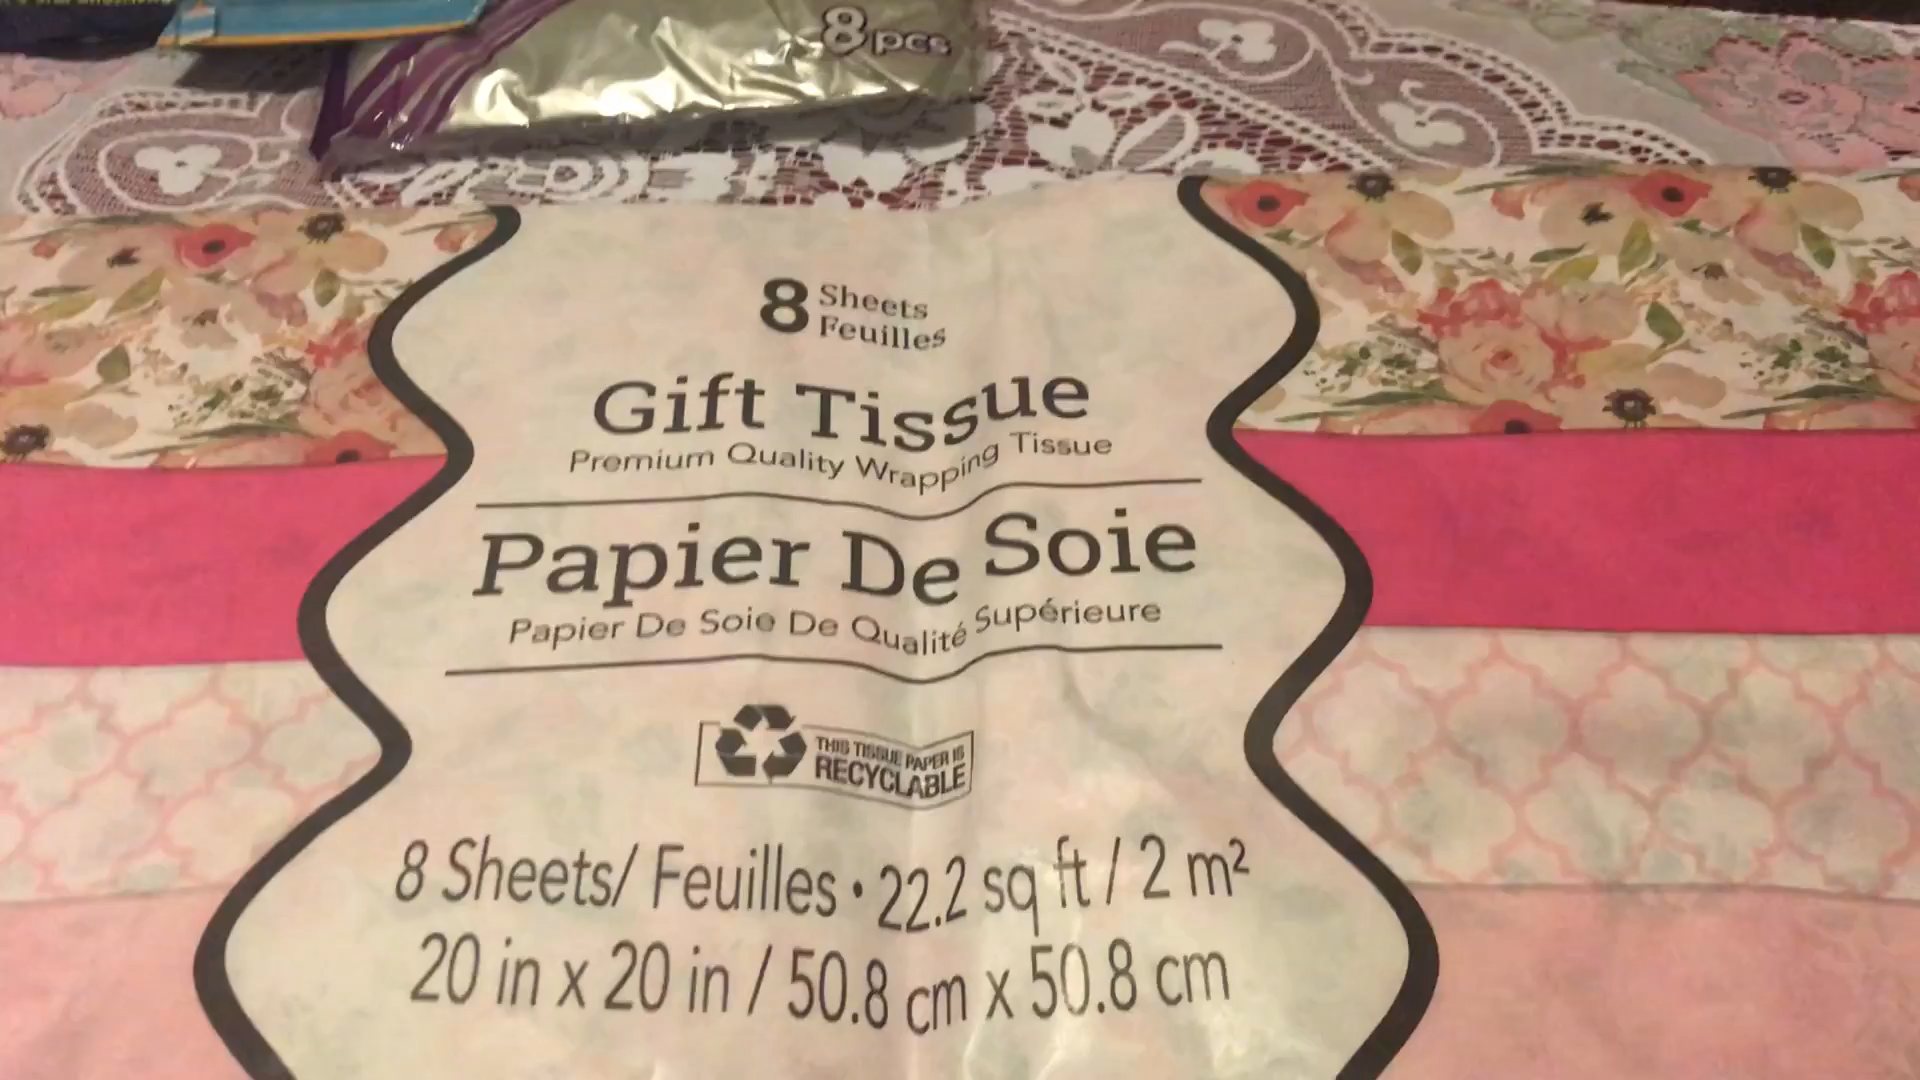 8 pcs
8 Sheets
Feuilles
Gift Tissue
Premium Quality Wrapping Tissue
Papier De Soie
Papier De Soie De Qualité Supérieure
THIS TISSUE PAPER IS
RECYCLABLE
8 Sheets/ Feuilles • 22.2 sq ft / 2 m²
20 in x 20 in / 50.8 cm x 50.8 cm